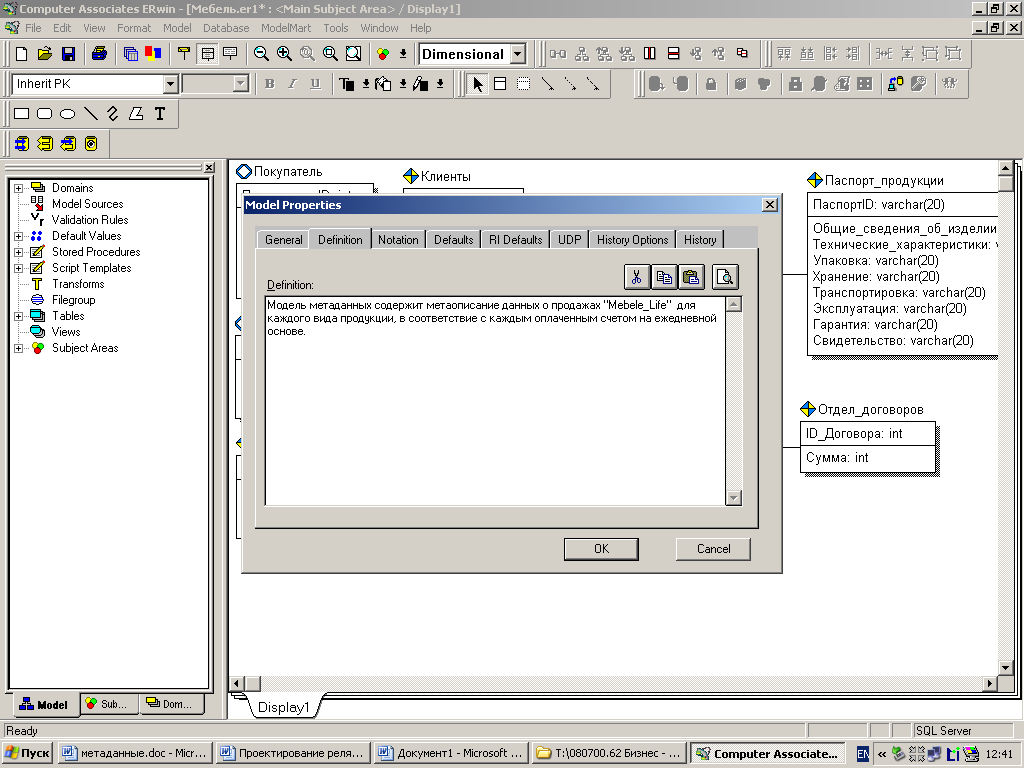 Computer Associates ERwin - [Мебель.er1* : <Main Subject Area> / Display1]
File Edit View Format Model Database ModelMart Tools Window Help
Dimensional
Inherit PK
B I U
T
Domains
Model Sources
Validation Rules
Default Values
Stored Procedures
Script Templates
Transforms
Filegroup
Tables
Views
Subject Areas
Model Sub... Dom...
Покупатель
Клиенты
Паспорт_продукции
ПаспортID: varchar(20)
Общие_сведения_об_изделии
Технические_характеристики:
Упаковка: varchar(20)
Хранение: varchar(20)
Транспортировка: varchar(20)
Эксплуатация: varchar(20)
Гарантия: varchar(20)
Свидетельство: varchar(20)
Отдел_договоров
ID_Договора: int
Сумма: int
Model Properties
General Definition Notation Defaults RI Defaults UDP History Options History
Definition:
Модель метаданных содержит метаописание данных о продажах "Mebele_Life" для
каждого вида продукции, в соответствие с каждым оплаченным счетом на ежедневной
основе.
OK Cancel
Display1
Ready SQL Server
Пуск метаданные.doc - Micr... Проектирование реля... Документ1 - Microsoft ... T:\080700.62 Бизнес - ... Computer Associate... EN « 12:41